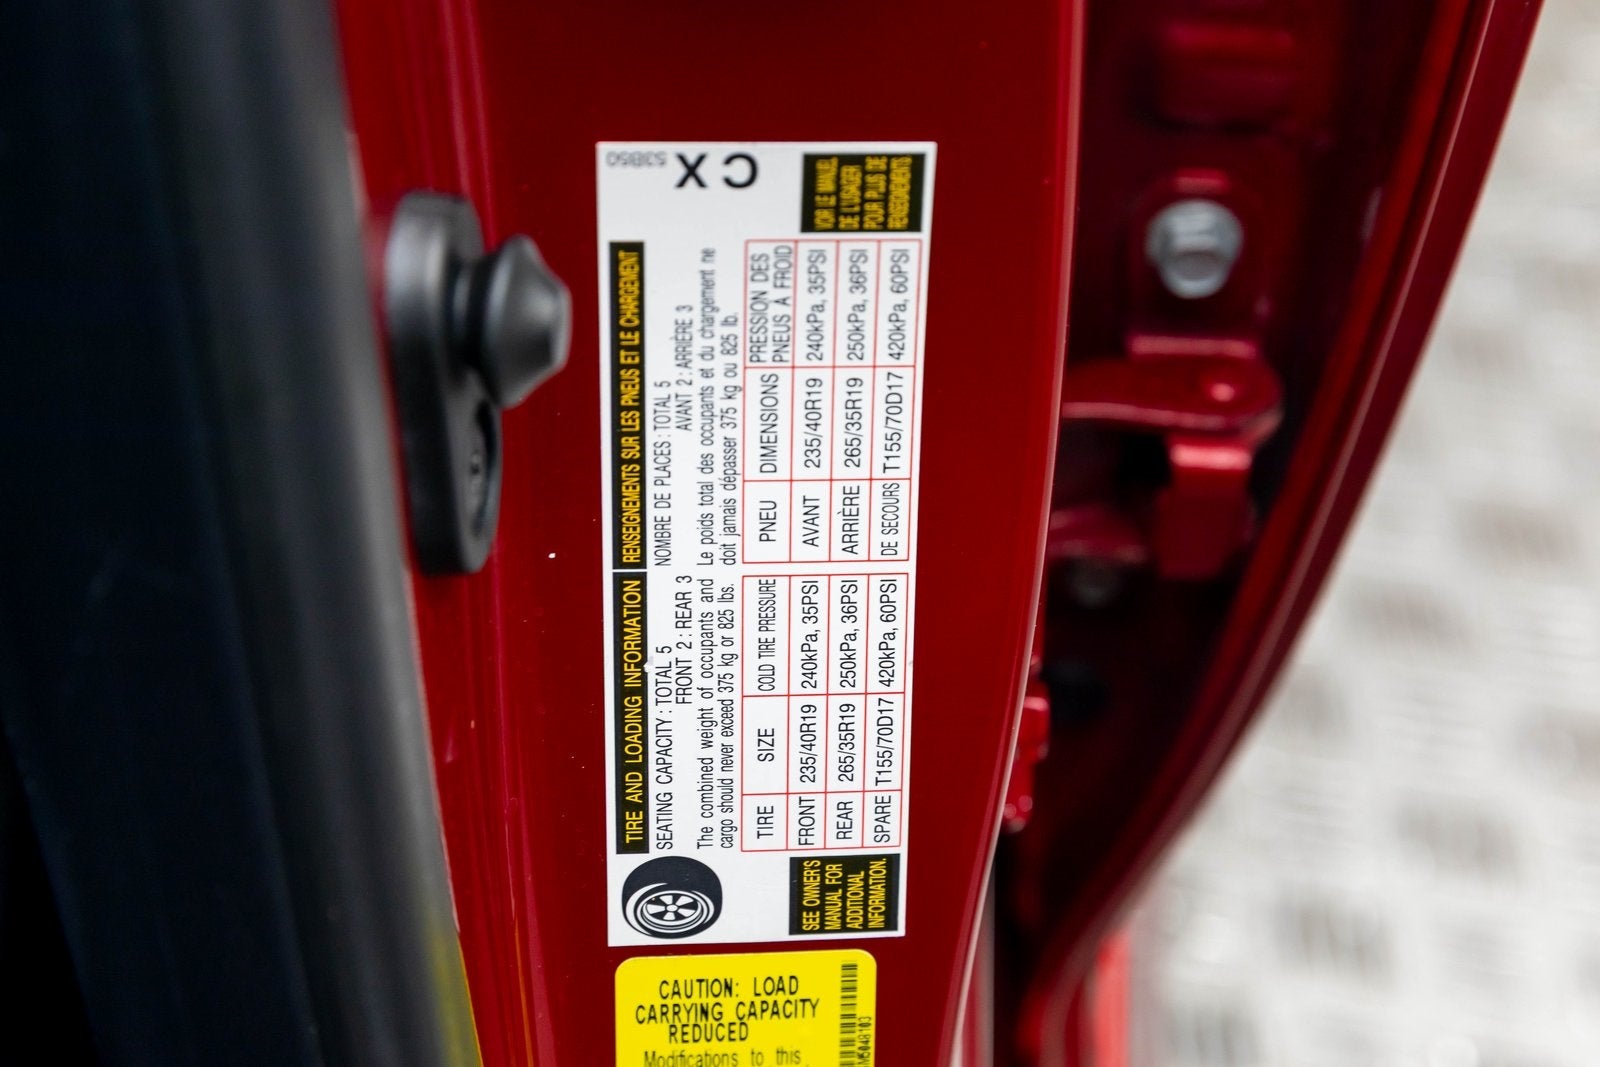 TIRE AND LOADING INFORMATION
SEATING CAPACITY : TOTAL 5
FRONT 2 : REAR 3
The combined weight of occupants and
cargo should never exceed 375 kg or 825 lbs.
TIRE SIZE COLD TIRE PRESSURE
FRONT 235/40R19 240kPa, 35PSI
REAR 265/35R19 250kPa, 36PSI
SPARE T155/70D17 420kPa, 60PSI
SEE OWNER'S
MANUAL FOR
ADDITIONAL
INFORMATION.
RENSEIGNEMENTS SUR LES PNEUS ET LE CHARGEMENT
NOMBRE DE PLACES : TOTAL 5
AVANT 2 : ARRIÈRE 3
Le poids total des occupants et du chargement ne
doit jamais dépasser 375 kg ou 825 lb.
PNEU DIMENSIONS PRESSION DES
PNEUS À FROID
AVANT 235/40R19 240kPa, 35PSI
ARRIÈRE 265/35R19 250kPa, 36PSI
DE SECOURS T155/70D17 420kPa, 60PSI
VOIR LE MANUEL
DE L'USAGER
POUR PLUS DE
RENSEIGNEMENTS
CX
53B50
CAUTION: LOAD
CARRYING CAPACITY
REDUCED
Modifications to this